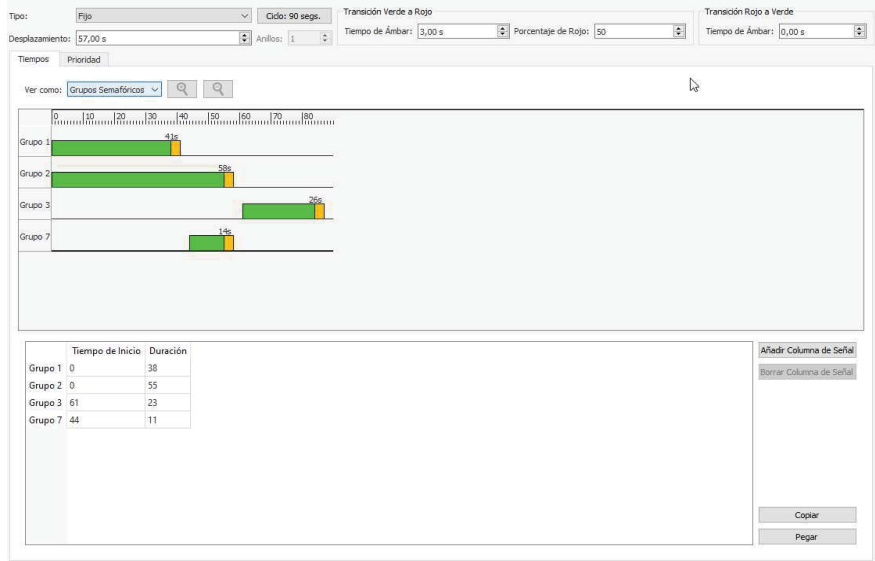 Tipo: Fijo Ciclo: 90 segs. Transición Verde a Rojo Transición Rojo a Verde
Desplazamiento: 57,00 s Anillos: 1 Tiempo de Ámbar: 3,00 s Porcentaje de Rojo: 50 Tiempo de Ámbar: 0,00 s
Tiempos Prioridad
Ver como: Grupos Semafóricos
0 10 20 30 40 50 60 70 80
41s
Grupo 1
58s
Grupo 2
26s
Grupo 3
14s
Grupo 7
Tiempo de Inicio Duración Añadir Columna de Señal
Grupo 1 0 38 Borrar Columna de Señal
Grupo 2 0 55
Grupo 3 61 23
Grupo 7 44 11
Copiar
Pegar